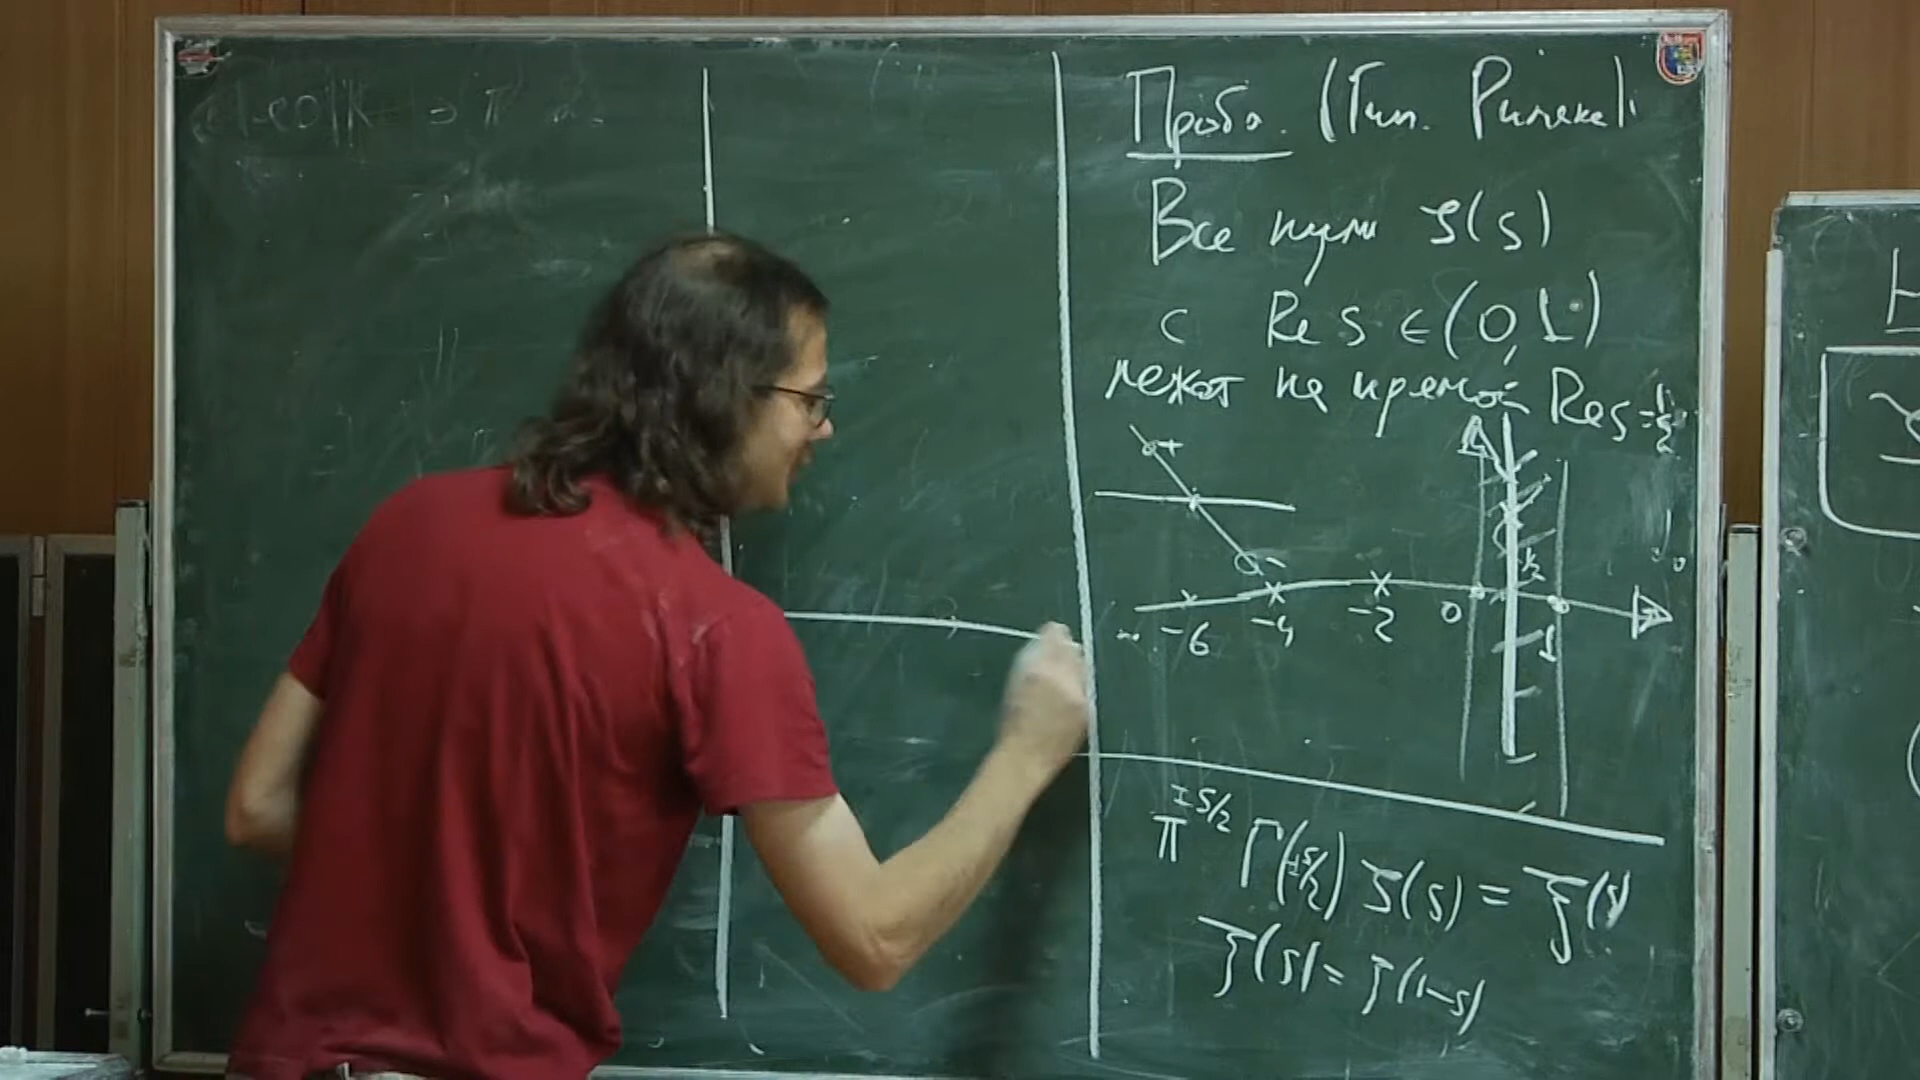 Проб. (Гип. Римана)
Все нули ζ(s)
с Re s ∈ (0, 1)
лежат на прямой Re s = 1/2
+
-
1/2
-6 -4 -2 0 1
π^{±s/2} Γ(±s/2) ζ(s) = ξ(s)
ξ(s) = ξ(1-s)